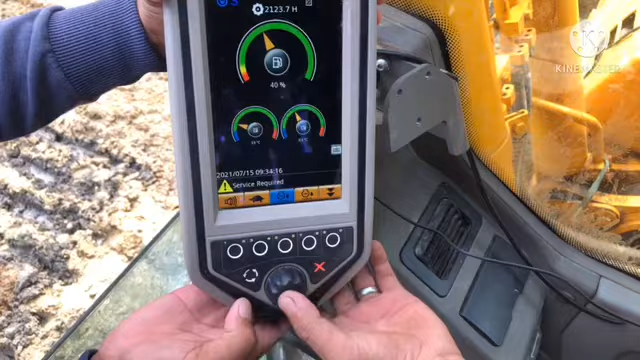 2123.7 H
40 %
2021/07/15 09:34:16
Service Required
KINEMASTER